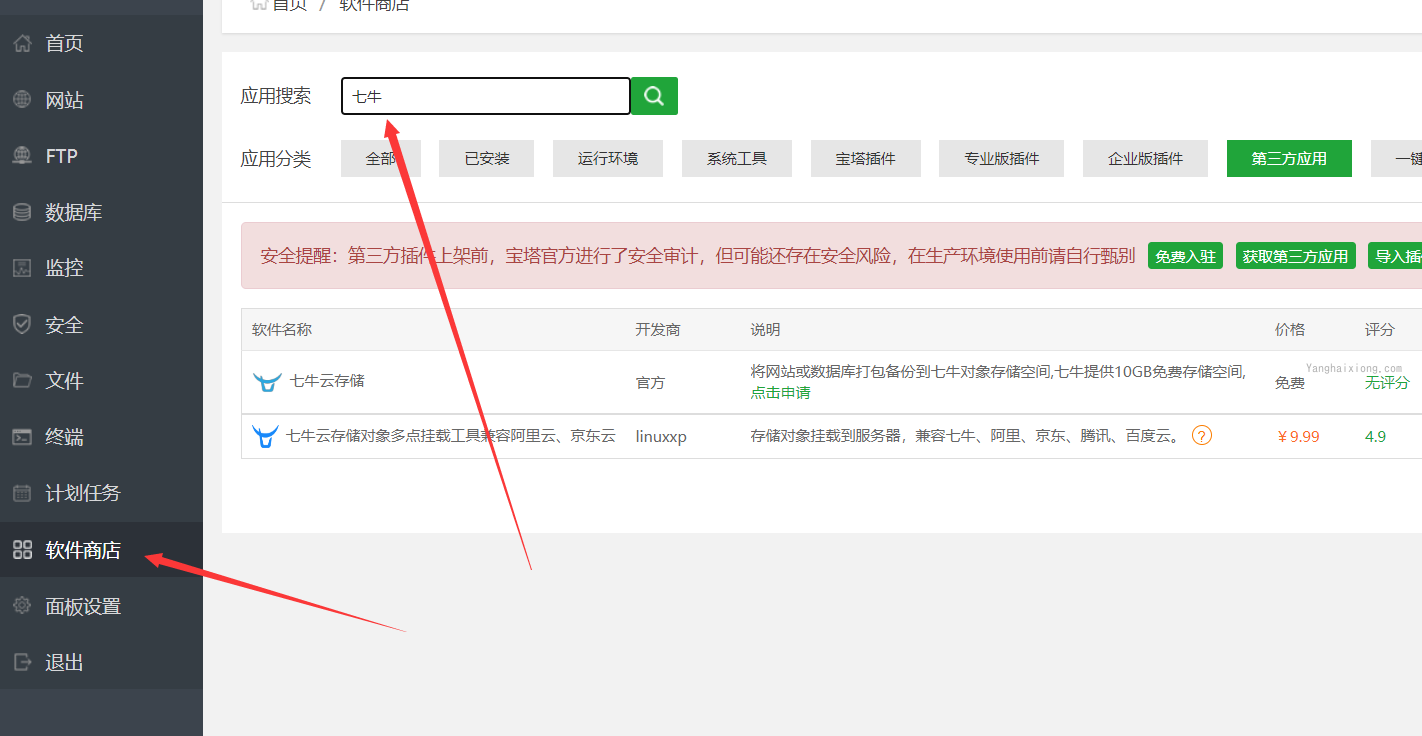 首页 / 软件商店
首页
网站
FTP
数据库
监控
安全
文件
终端
计划任务
软件商店
面板设置
退出
应用搜索 七牛
应用分类 全部 已安装 运行环境 系统工具 宝塔插件 专业版插件 企业版插件 第三方应用 一键
安全提醒：第三方插件上架前，宝塔官方进行了安全审计，但可能还存在安全风险，在生产环境使用前请自行甄别 免费入驻 获取第三方应用 导入插
软件名称 开发商 说明 价格 评分
七牛云存储 官方 将网站或数据库打包备份到七牛对象存储空间,七牛提供10GB免费存储空间, 免费 无评分
点击申请
Yanghaixiong.com
七牛云存储对象多点挂载工具兼容阿里云、京东云 linuxxp 存储对象挂载到服务器，兼容七牛、阿里、京东、腾讯、百度云。 ? ￥9.99 4.9